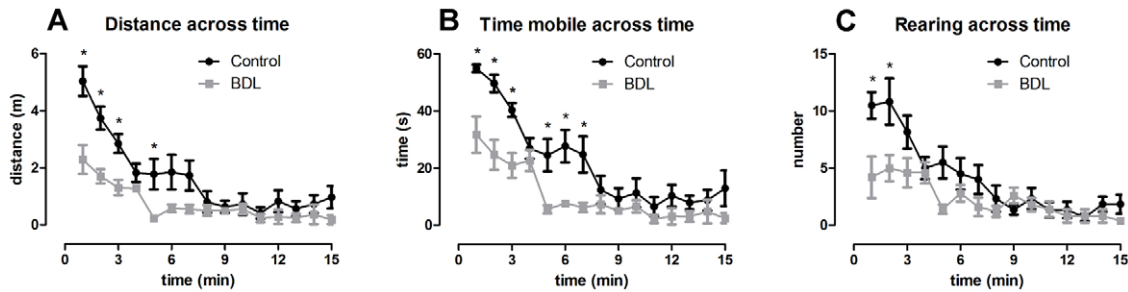 A Distance across time
*
*
*
*
Control
BDL
6
4
2
0
distance (m)
0 3 6 9 12 15
time (min)
B Time mobile across time
*
*
*
* * *
Control
BDL
60
40
20
0
time (s)
0 3 6 9 12 15
time (min)
C Rearing across time
* *
Control
BDL
15
10
5
0
number
0 3 6 9 12 15
time (min)